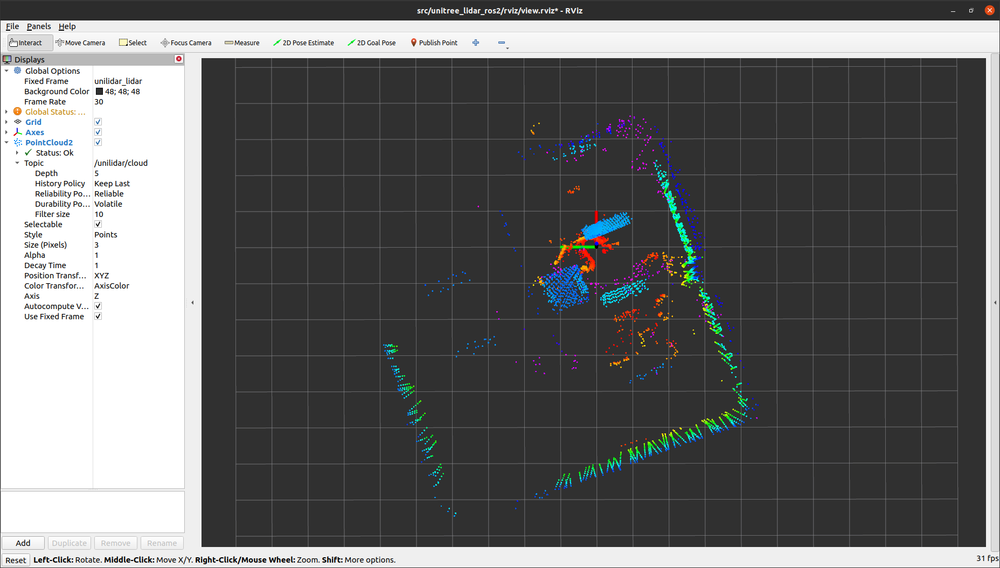 src/unitree_lidar_ros2/rviz/view.rviz* - RViz
File Panels Help
Interact Move Camera Select Focus Camera Measure 2D Pose Estimate 2D Goal Pose Publish Point
Displays
Global Options
Fixed Frame unilidar_lidar
Background Color 48; 48; 48
Frame Rate 30
Global Status: ...
Grid
Axes
PointCloud2
Status: Ok
Topic /unilidar/cloud
Depth 5
History Policy Keep Last
Reliability Po... Reliable
Durability Po... Volatile
Filter size 10
Selectable
Style Points
Size (Pixels) 3
Alpha 1
Decay Time 1
Position Transf... XYZ
Color Transfor... AxisColor
Axis Z
Autocompute V...
Use Fixed Frame
Add Duplicate Remove Rename
Reset Left-Click: Rotate. Middle-Click: Move X/Y. Right-Click/Mouse Wheel: Zoom. Shift: More options. 31 fps